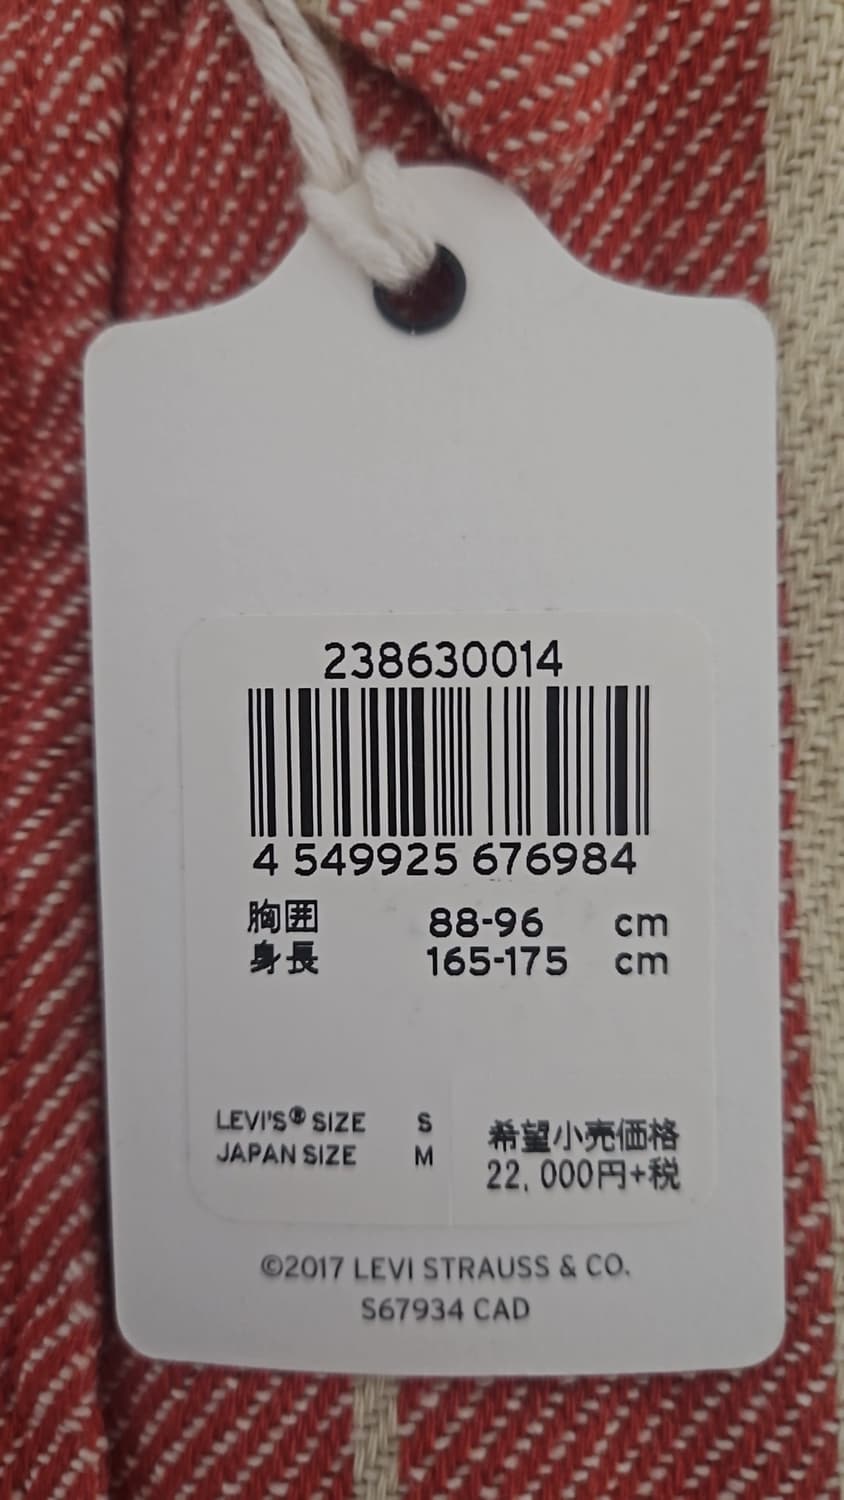 238630014
4 549925 676984
胸囲 88-96 cm
身長 165-175 cm
LEVI'S® SIZE S
JAPAN SIZE M
希望小売価格
22,000円+税
©2017 LEVI STRAUSS & CO.
S67934 CAD